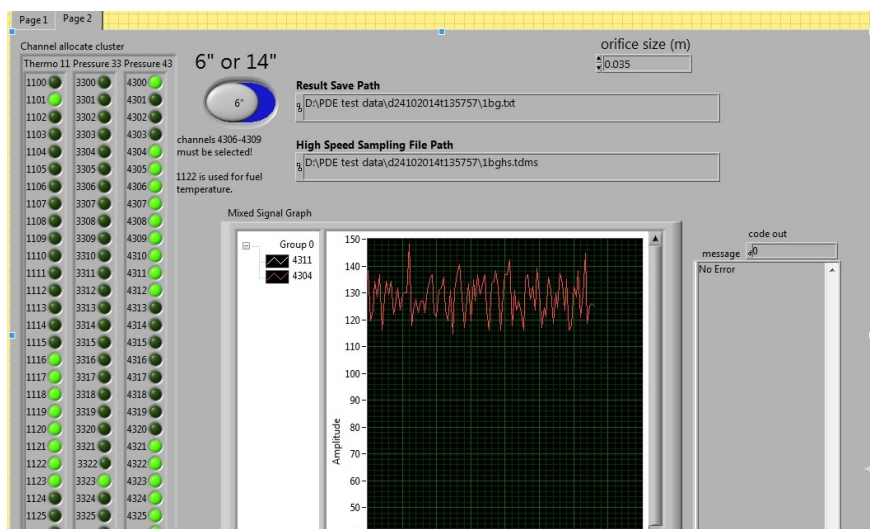 Page 1 Page 2
Channel allocate cluster
Thermo 11 Pressure 33 Pressure 43
1100 3300 4300
1101 3301 4301
1102 3302 4302
1103 3303 4303
1104 3304 4304
1105 3305 4305
1106 3306 4306
1107 3307 4307
1108 3308 4308
1109 3309 4309
1110 3310 4310
1111 3311 4311
1112 3312 4312
1113 3313 4313
1114 3314 4314
1115 3315 4315
1116 3316 4316
1117 3317 4317
1118 3318 4318
1119 3319 4319
1120 3320 4320
1121 3321 4321
1122 3322 4322
1123 3323 4323
1124 3324 4324
1125 3325 4325
6" or 14"
6"
channels 4306-4309
must be selected!
1122 is used for fuel
temperature.
orifice size (m)
0.035
Result Save Path
D:\PDE test data\d24102014t135757\1bg.txt
High Speed Sampling File Path
D:\PDE test data\d24102014t135757\1bghs.tdms
Mixed Signal Graph
Group 0
4311
4304
150
140
130
120
110
100
90
80
70
60
50
Amplitude
code out
message 0
No Error